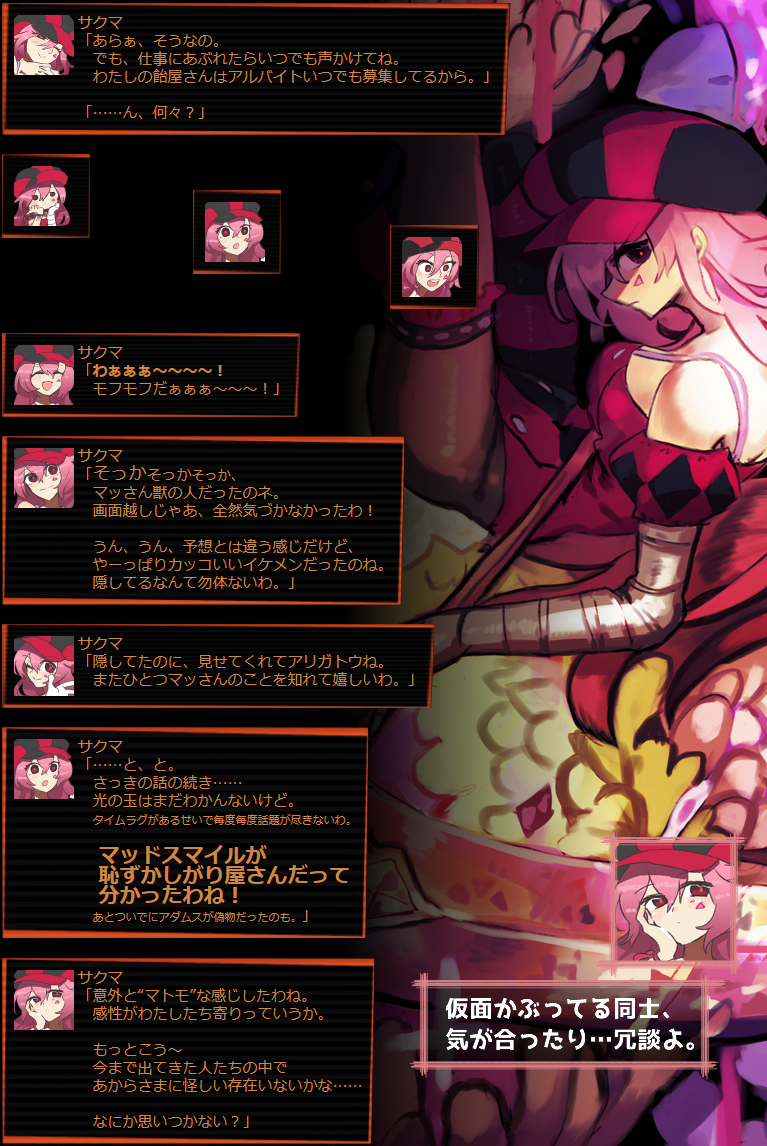 サクマ
「あらぁ、そうなの。
でも、仕事にあぶれたらいつでも声かけてね。
わたしの飴屋さんはアルバイトいつでも募集してるから。」
「……ん、何々？」
サクマ
「わぁぁぁ～～～～！
モフモフだぁぁぁ～～～！」
サクマ
「そっかそっかそっか、
マッさん獣の人だったのネ。
画面越しじゃあ、全然気づかなかったわ！
うん、うん、予想とは違う感じだけど、
やーっぱりカッコいいイケメンだったのね。
隠してるなんて勿体ないわ。」
サクマ
「隠してたのに、見せてくれてアリガトウね。
またひとつマッさんのことを知れて嬉しいわ。」
サクマ
「……と、と。
さっきの話の続き……
光の玉はまだわかんないけど。
タイムラグがあるせいで毎度毎度話題が尽きないわ。
マッドスマイルが
恥ずかしがり屋さんだって
分かったわね！
あとついでにアダムスが偽物だったのも。」
サクマ
「意外と“マトモ”な感じしたわね。
感性がわたしたち寄りっていうか。
もっとこう～
今まで出てきた人たちの中で
あからさまに怪しい存在いないかな……
なにか思いつかない？」
仮面かぶってる同士、
気が合ったり…冗談よ。